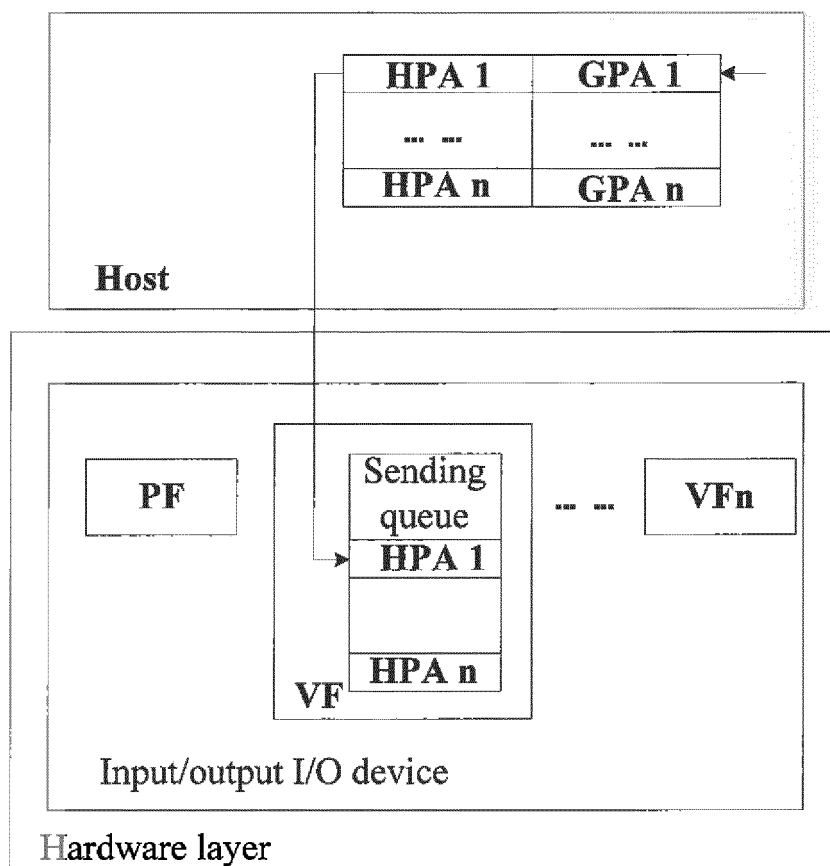 HPA 1 GPA 1
... ... ... ...
HPA n GPA n
Host
Sending
queue
PF
... ...
VFn
HPA 1
HPA n
VF
Input/output I/O device
Hardware layer